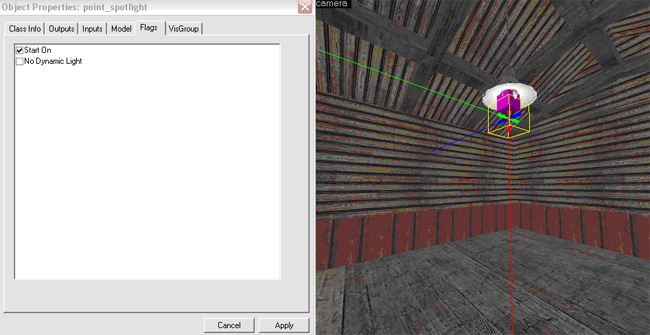 Object Properties: point_spotlight
camera
Class Info Outputs Inputs Model Flags VisGroup
Start On
No Dynamic Light
Cancel Apply